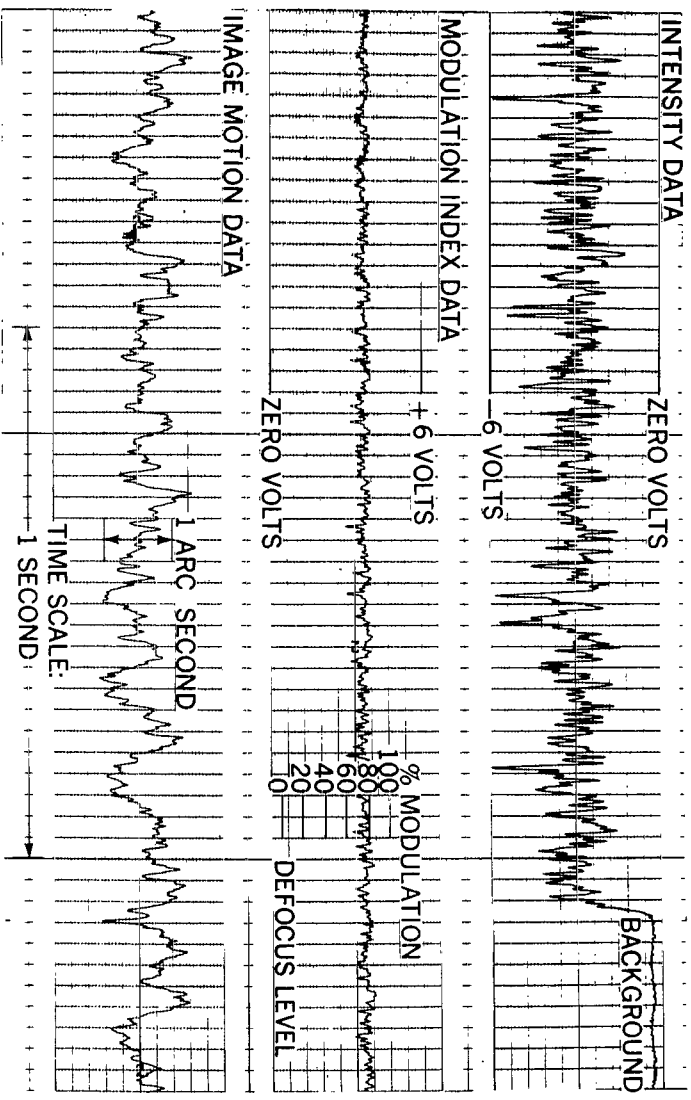 INTENSITY DATA
ZERO VOLTS
BACKGROUND
−6 VOLTS
MODULATION INDEX DATA
+6 VOLTS
% MODULATION
100
80
60
40
20
0
ZERO VOLTS
DEFOCUS LEVEL
IMAGE MOTION DATA
1 ARC SECOND
TIME SCALE:
1 SECOND